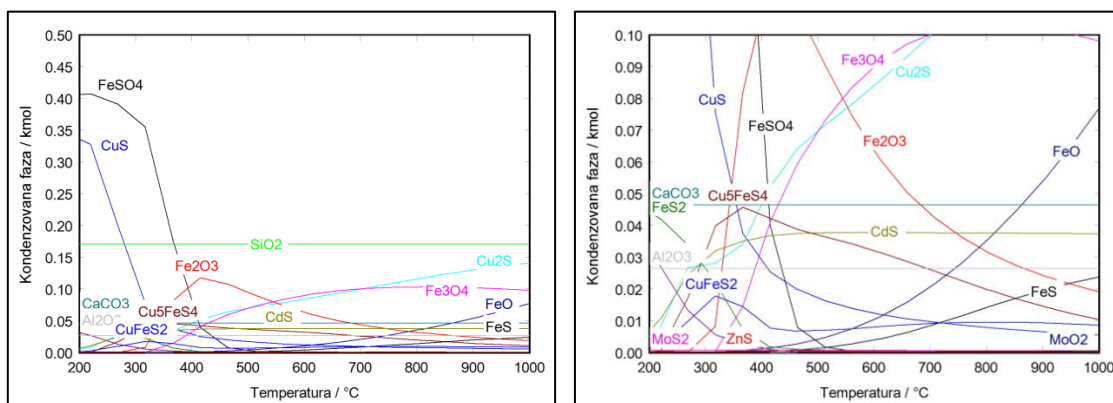 Kondenzovana faza / kmol
0.50
0.45
0.40
0.35
0.30
0.25
0.20
0.15
0.10
0.05
0.00
FeSO4
CuS
SiO2
Fe2O3
Cu2S
Fe3O4
CaCO3
Al2O
Cu5FeS4
CuFeS2
CdS
FeO
FeS
200 300 400 500 600 700 800 900 1000
Temperatura / °C
Kondenzovana faza / kmol
0.10
0.09
0.08
0.07
0.06
0.05
0.04
0.03
0.02
0.01
0.00
Fe3O4
Cu2S
CuS
FeSO4
Fe2O3
FeO
CaCO3
Cu5FeS4
FeS2
CdS
Al2O3
CuFeS2
FeS
MoS2
ZnS
MoO2
200 300 400 500 600 700 800 900 1000
Temperatura / °C